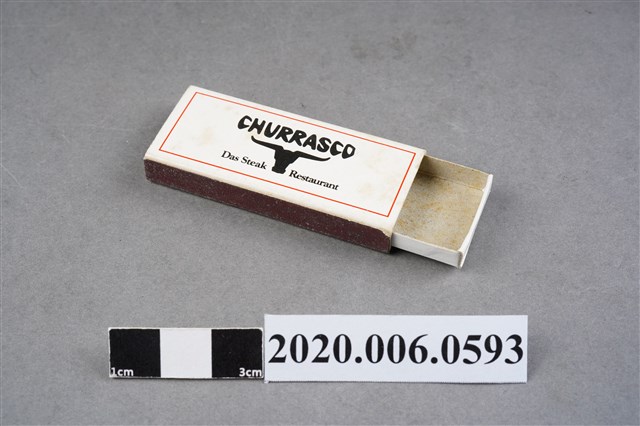 CHURRASCO
Das Steak Restaurant
1cm 3cm
2020.006.0593